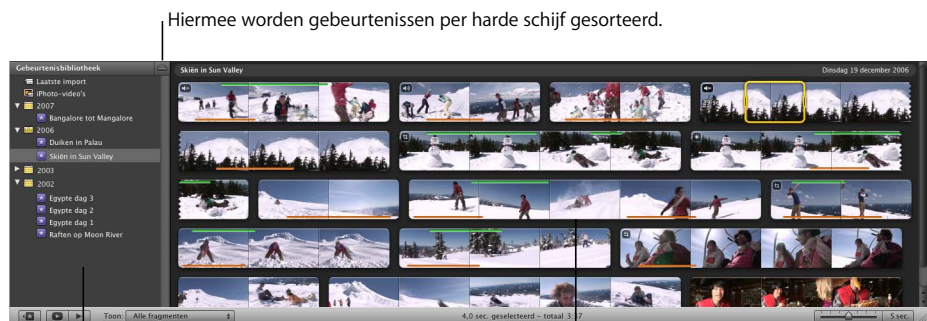 Hiermee worden gebeurtenissen per harde schijf gesorteerd.
Gebeurtenisbibliotheek
Laatste import
iPhoto-video's
2007
Bangalore tot Mangalore
2006
Duiken in Palau
Skiën in Sun Valley
2003
2002
Egypte dag 3
Egypte dag 2
Egypte dag 1
Raften op Moon River
Skiën in Sun Valley
Dinsdag 19 december 2006
Toon: Alle fragmenten
4,0 sec. geselecteerd – totaal 3:37
5 sec.